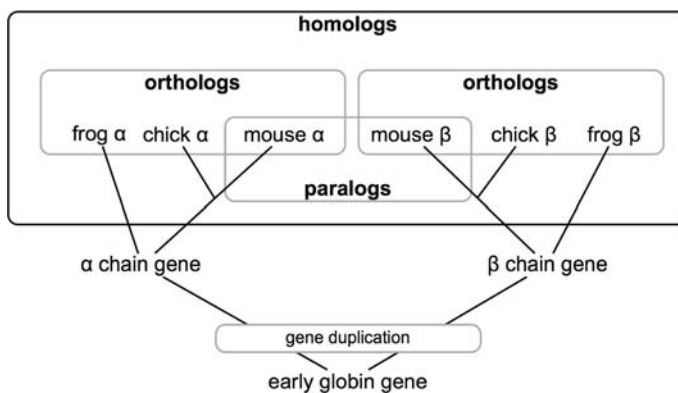 homologs
orthologs orthologs
frog α chick α mouse α mouse β chick β frog β
paralogs
α chain gene β chain gene
gene duplication
early globin gene